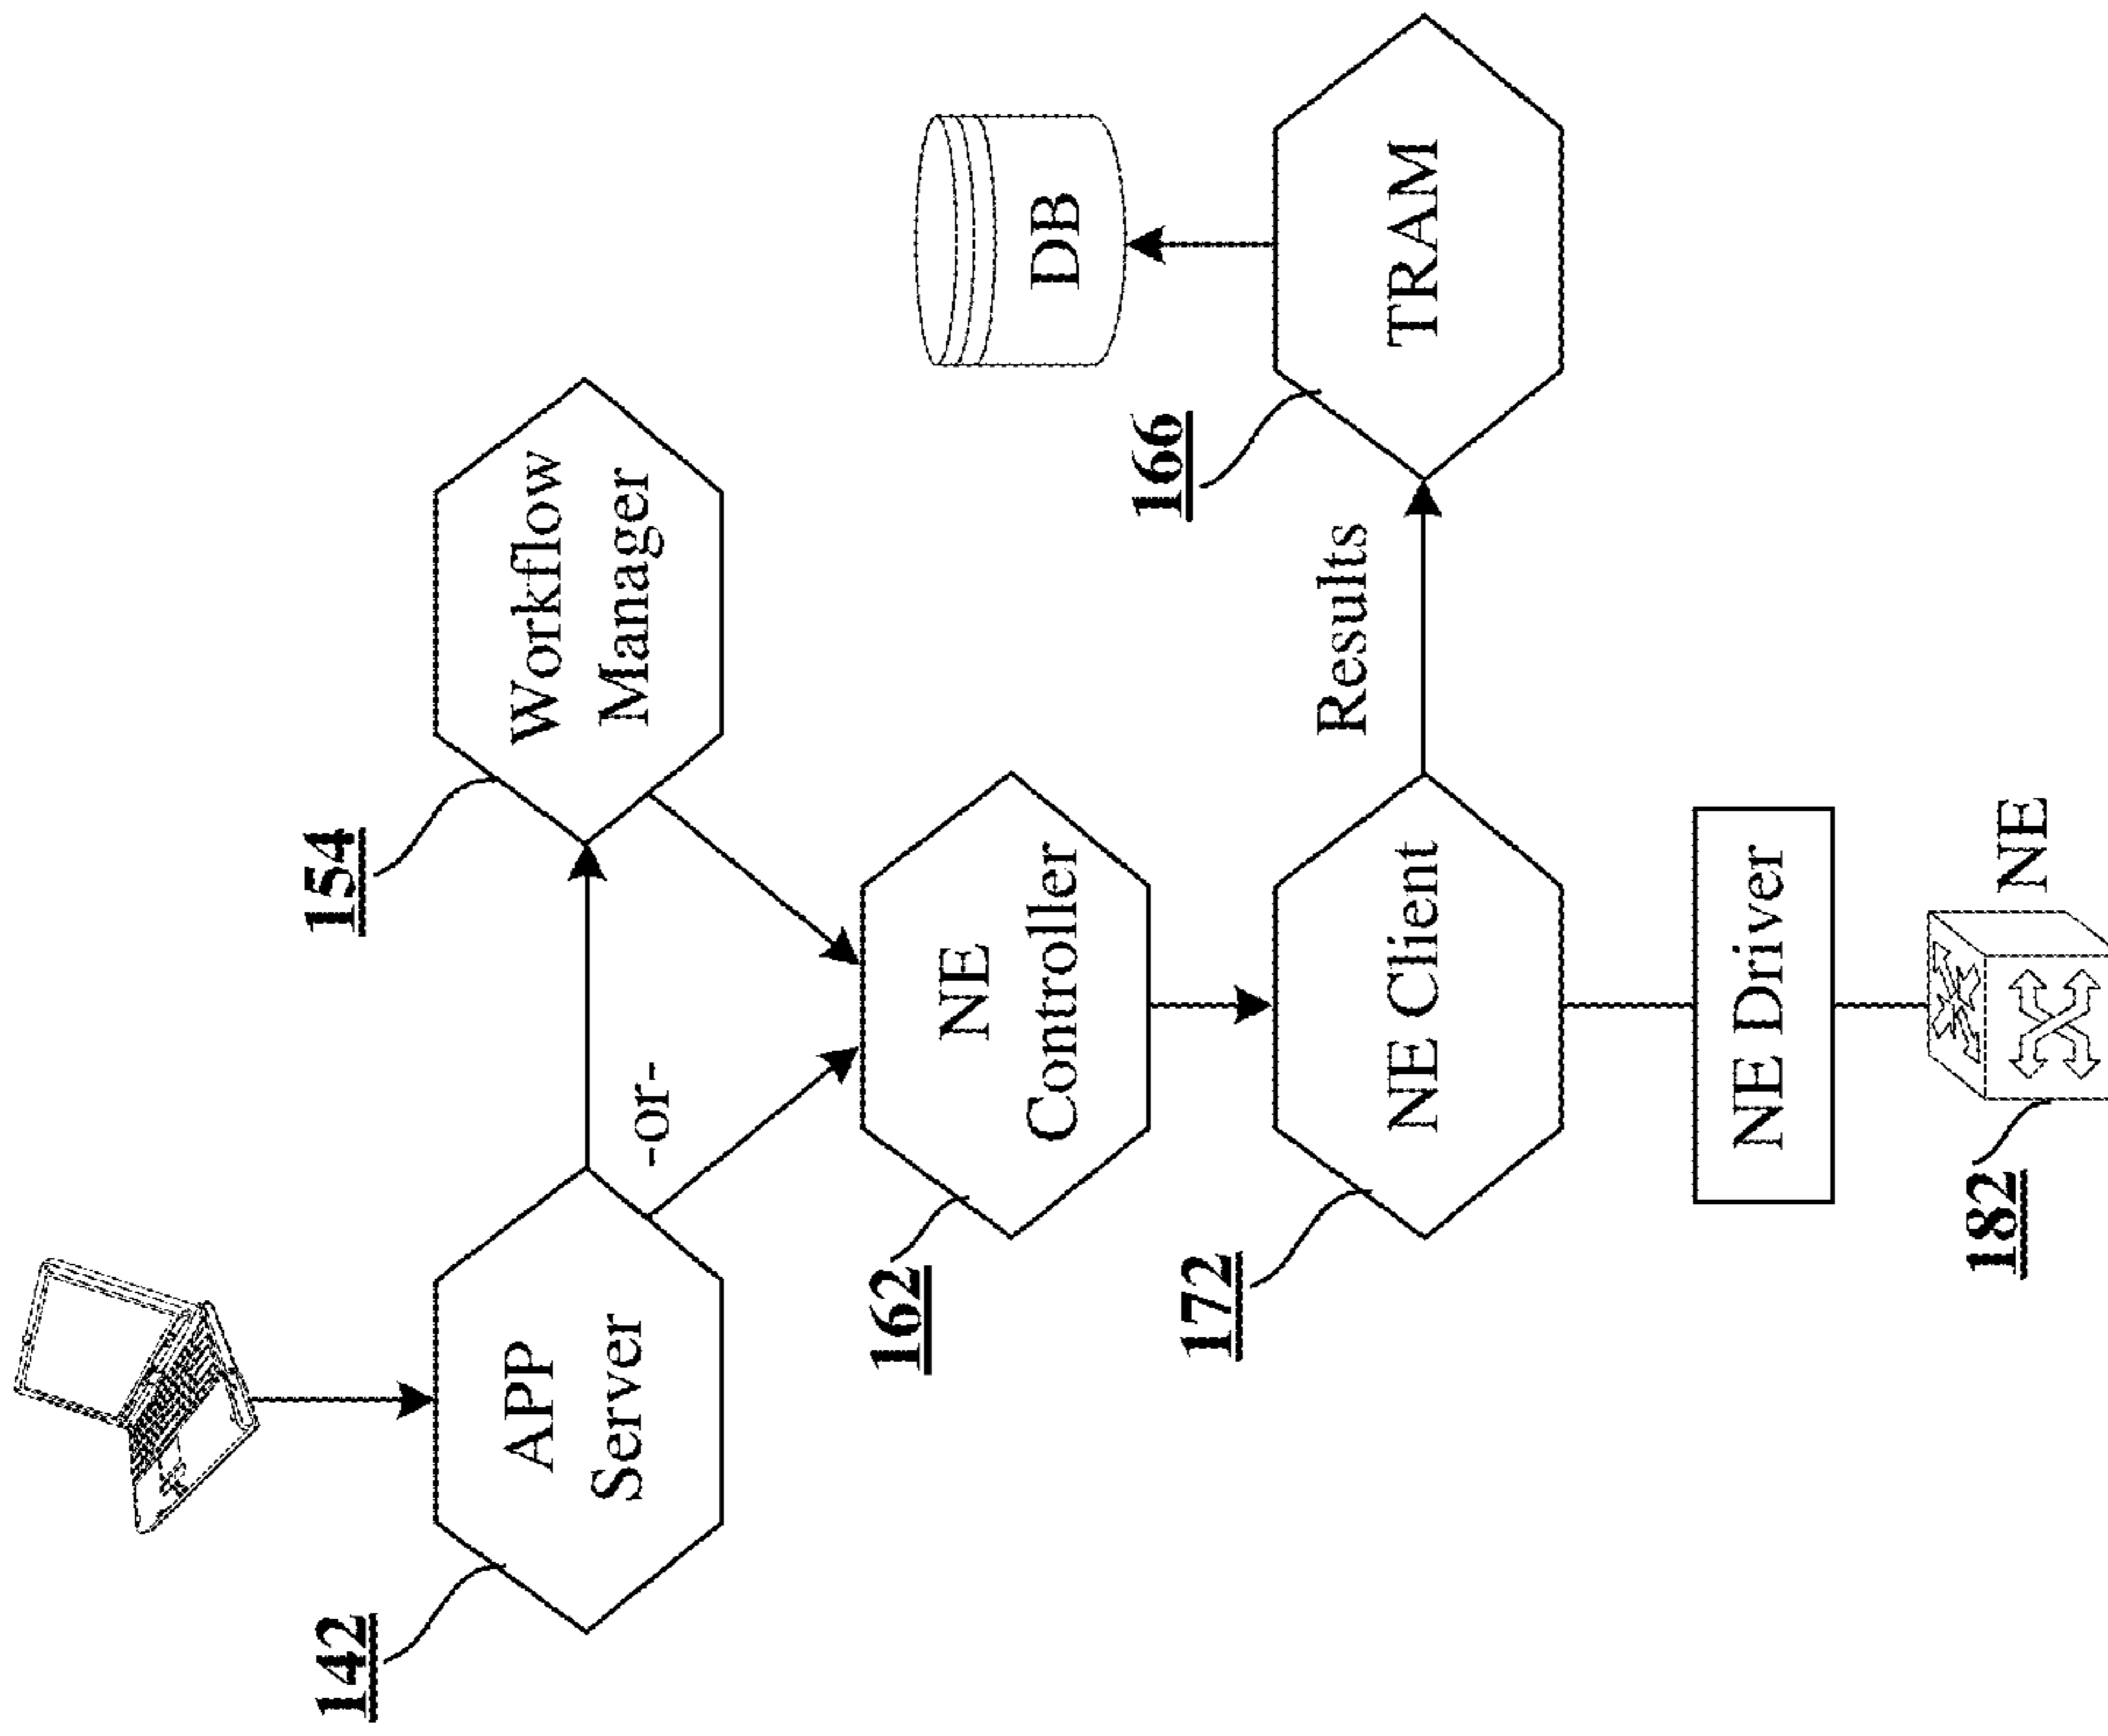 142
APP
Server
-or-
154
Workflow
Manager
162
NE
Controller
172
NE Client
Results
166
TRAM
DB
NE Driver
182
NE